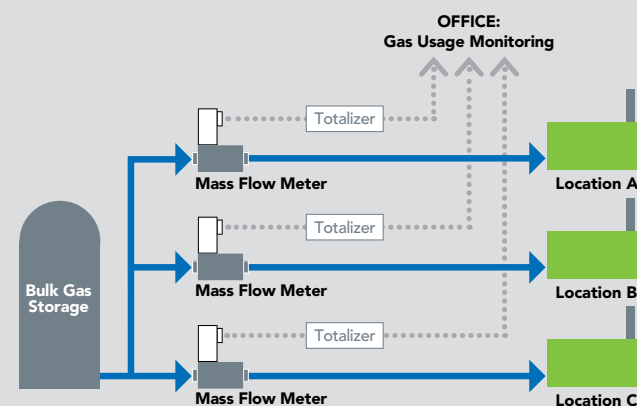 OFFICE:
Gas Usage Monitoring
Totalizer
Mass Flow Meter
Location A
Totalizer
Mass Flow Meter
Location B
Bulk Gas
Storage
Totalizer
Mass Flow Meter
Location C